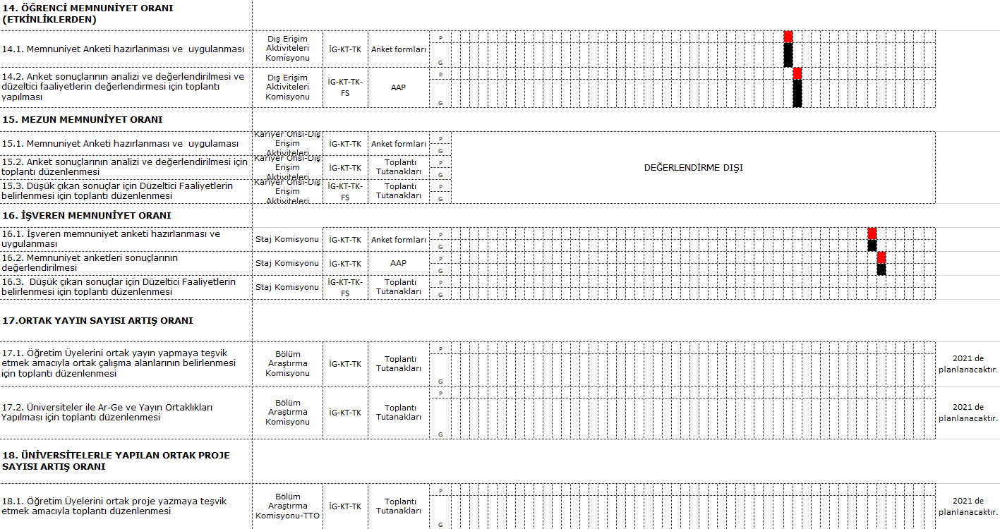 14. ÖĞRENCİ MEMNUNİYET ORANI
(ETKİNLİKLERDEN)
14.1. Memnuniyet Anketi hazırlanması ve  uygulanması
Dış Erişim
Aktiviteleri
Komisyonu
İG-KT-TK
Anket formları
P
G
14.2. Anket sonuçlarının analizi ve değerlendirilmesi ve
düzeltici faaliyetlerin değerlendirmesi için toplantı
yapılması
Dış Erişim
Aktiviteleri
Komisyonu
İG-KT-TK-
FS
AAP
P
G
15. MEZUN MEMNUNİYET ORANI
15.1. Memnuniyet Anketi hazırlanması ve  uygulaması
Kariyer Ofisi-Dış
Erişim
Aktiviteleri
İG-KT-TK
Anket formları
P
G
15.2. Anket sonuçlarının analizi ve değerlendirilmesi için
toplantı düzenlenmesi
Kariyer Ofisi-Dış
Erişim
Aktiviteleri
İG-KT-TK
Toplantı
Tutanakları
P
G
DEĞERLENDİRME DIŞI
15.3. Düşük çıkan sonuçlar için Düzeltici Faaliyetlerin
belirlenmesi için toplantı düzenlenmesi
Kariyer Ofisi-Dış
Erişim
Aktiviteleri
İG-KT-TK-
FS
Toplantı
Tutanakları
P
G
16. İŞVEREN MEMNUNİYET ORANI
16.1. İşveren memnuniyet anketi hazırlanması ve
uygulanması
Staj Komisyonu
İG-KT-TK
Anket formları
P
G
16.2. Memnuniyet anketleri sonuçlarının
değerlendirilmesi
Staj Komisyonu
İG-KT-TK
AAP
P
G
16.3.  Düşük çıkan sonuçlar için Düzeltici Faaliyetlerin
belirlenmesi için toplantı düzenlenmesi
Staj Komisyonu
İG-KT-TK-
FS
Toplantı
Tutanakları
P
G
17.ORTAK YAYIN SAYISI ARTIŞ ORANI
17.1. Öğretim Üyelerini ortak yayın yapmaya teşvik
etmek amacıyla ortak çalışma alanlarının belirlenmesi
için toplantı düzenlenmesi
Bölüm
Araştırma
Komisyonu
İG-KT-TK
Toplantı
Tutanakları
P
G
2021 de
planlanacaktır.
17.2. Üniversiteler ile Ar-Ge ve Yayın Ortaklıkları
Yapılması için toplantı düzenlenmesi
Bölüm
Araştırma
Komisyonu
İG-KT-TK
Toplantı
Tutanakları
P
G
2021 de
planlanacaktır.
18. ÜNİVERSİTELERLE YAPILAN ORTAK PROJE
SAYISI ARTIŞ ORANI
18.1. Öğretim Üyelerini ortak proje yazmaya teşvik
etmek amacıyla toplantı düzenlenmesi
Bölüm
Araştırma
Komisyonu-TTO
İG-KT-TK
Toplantı
Tutanakları
P
G
2021 de
planlanacaktır.